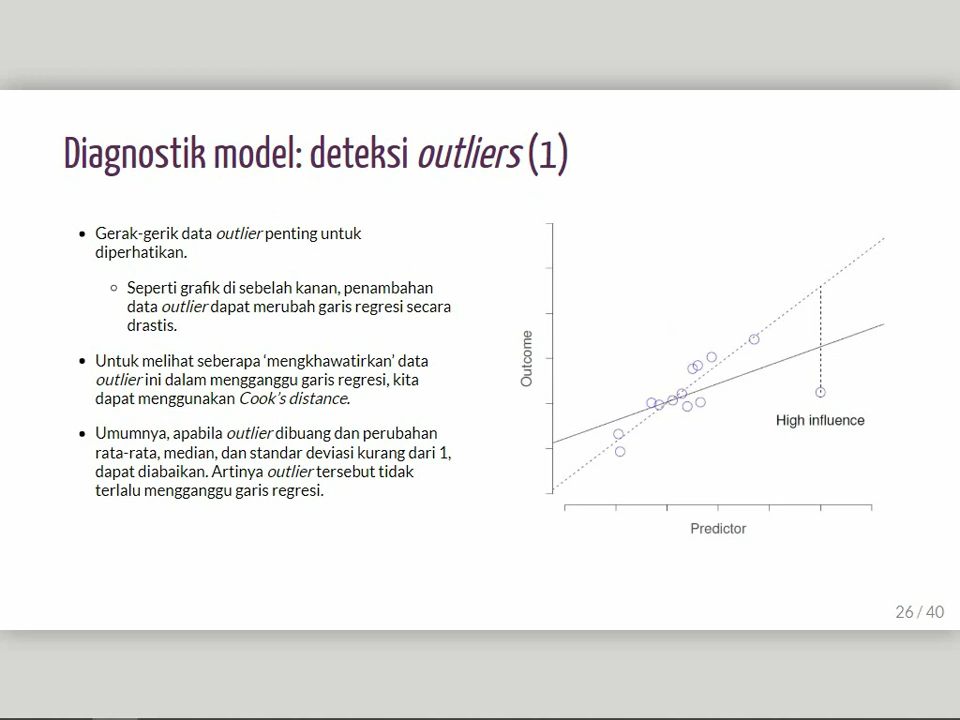 Diagnostik model: deteksi outliers (1)
Gerak-gerik data outlier penting untuk
diperhatikan.
Seperti grafik di sebelah kanan, penambahan
data outlier dapat merubah garis regresi secara
drastis.
Untuk melihat seberapa ‘mengkhawatirkan’ data
outlier ini dalam mengganggu garis regresi, kita
dapat menggunakan Cook’s distance.
Umumnya, apabila outlier dibuang dan perubahan
rata-rata, median, dan standar deviasi kurang dari 1,
dapat diabaikan. Artinya outlier tersebut tidak
terlalu mengganggu garis regresi.
Outcome
High influence
Predictor
26 / 40